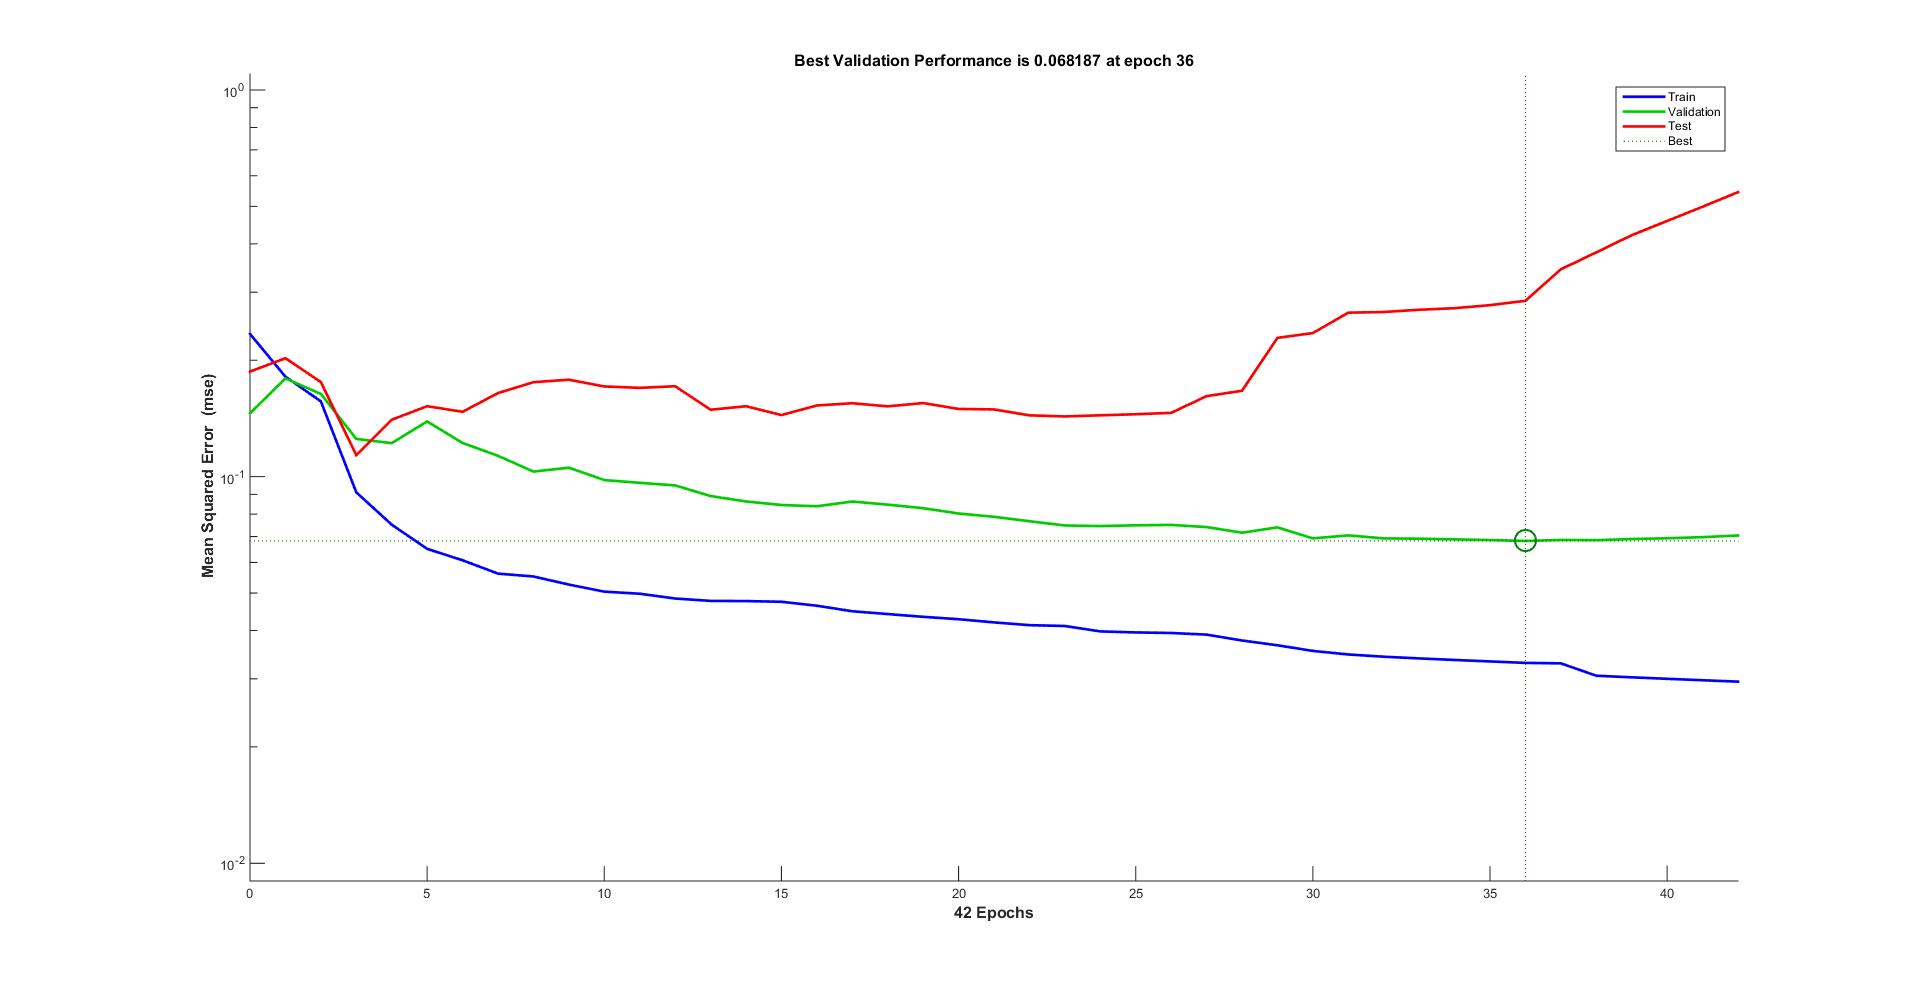 Best Validation Performance is 0.068187 at epoch 36
Train
Validation
Test
Best
10^0
10^-1
10^-2
Mean Squared Error (mse)
0 5 10 15 20 25 30 35 40
42 Epochs